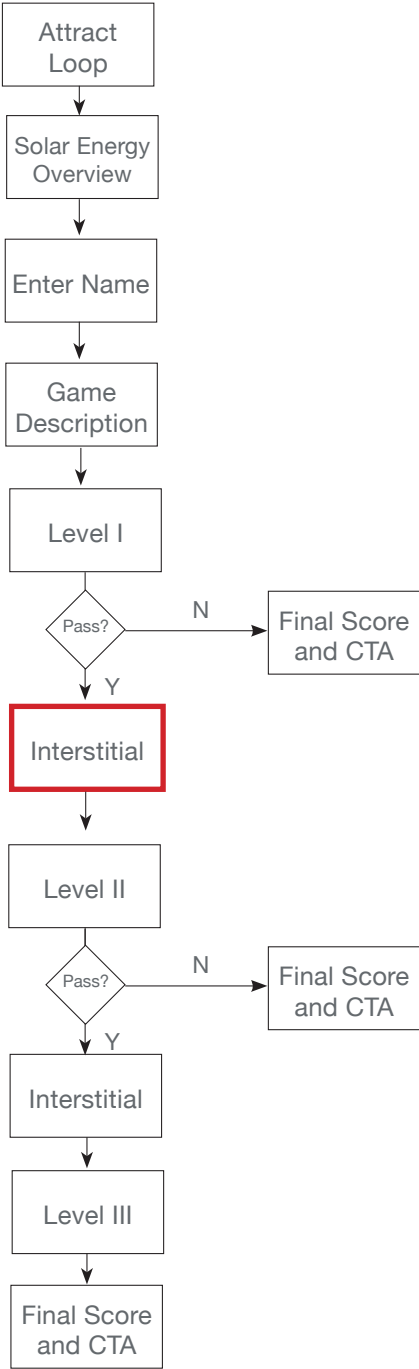 Attract
Loop
Solar Energy
Overview
Enter Name
Game
Description
Level I
Pass?
N
Final Score
and CTA
Y
Interstitial
Level II
Pass?
N
Final Score
and CTA
Y
Interstitial
Level III
Final Score
and CTA